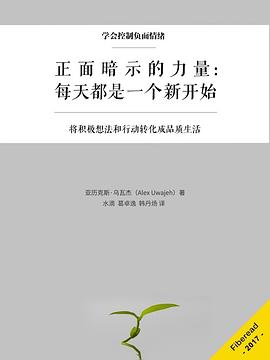 学会控制负面情绪
正面暗示的力量：
每天都是一个新开始
将积极想法和行动转化成品质生活
亚历克斯·乌瓦杰（Alex Uwajeh）著
水滴 葛卓逸 韩丹炀 译
Fiberead
- 2017 -